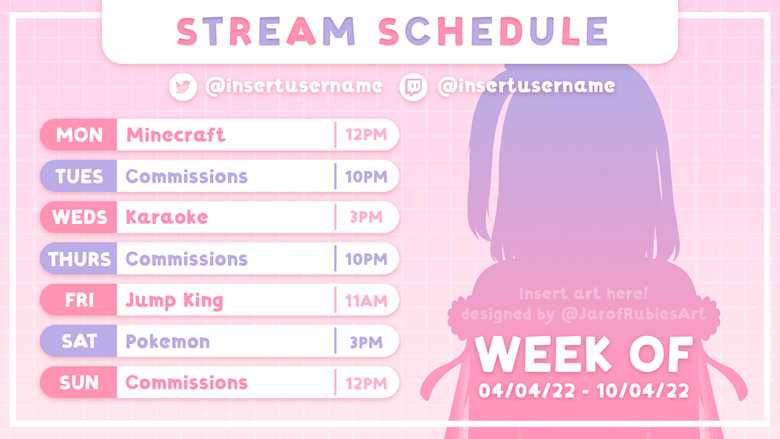 STREAM SCHEDULE
@insertusername @insertusername
MON Minecraft 12PM
TUES Commissions 10PM
WEDS Karaoke 3PM
THURS Commissions 10PM
FRI Jump King 11AM
SAT Pokemon 3PM
SUN Commissions 12PM
Insert art here!
designed by @JarofRubiesArt
WEEK OF
04/04/22 - 10/04/22